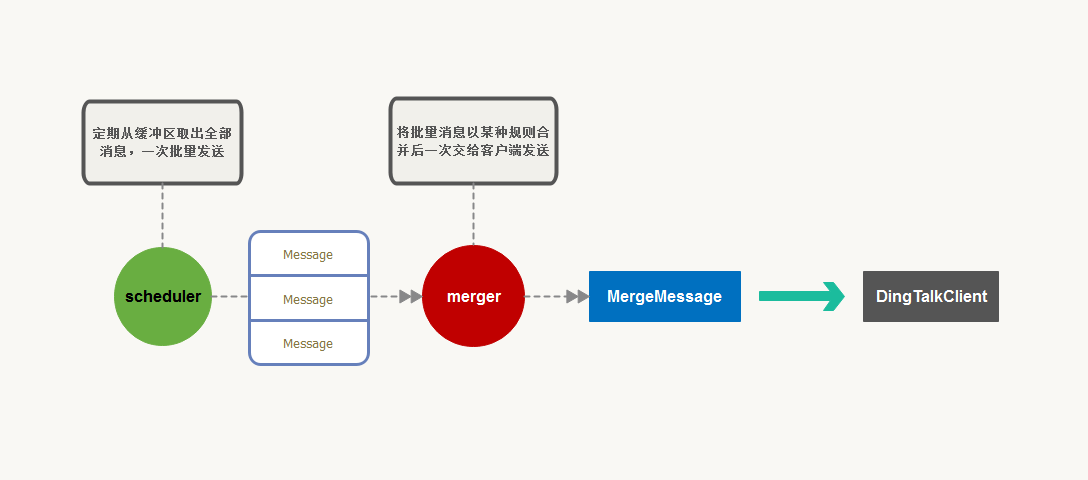 定期从缓冲区取出全部
消息，一次批量发送
将批量消息以某种规则合
并后一次交给客户端发送
scheduler
Message
Message
Message
merger
MergeMessage
DingTalkClient